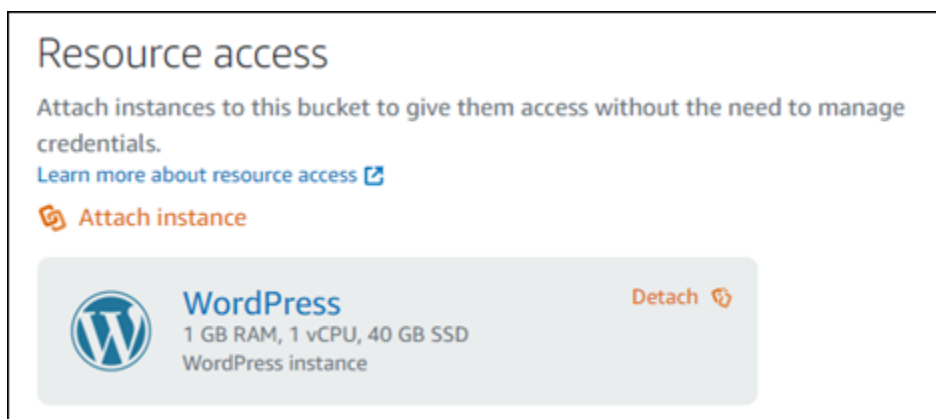 Resource access
Attach instances to this bucket to give them access without the need to manage
credentials.
Learn more about resource access
Attach instance
WordPress
Detach
1 GB RAM, 1 vCPU, 40 GB SSD
WordPress instance